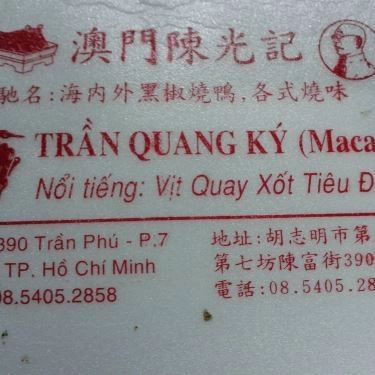 澳門陳光記
馳名:海内外黑椒燒鴨,各式燒味
TRẦN QUANG KÝ (Maca
Nổi tiếng: Vịt Quay Xốt Tiêu Đ
390 Trần Phú - P.7
TP. Hồ Chí Minh
08.5405.2858
地址:胡志明市第
第七坊陳富街390
電話:08.5405.28